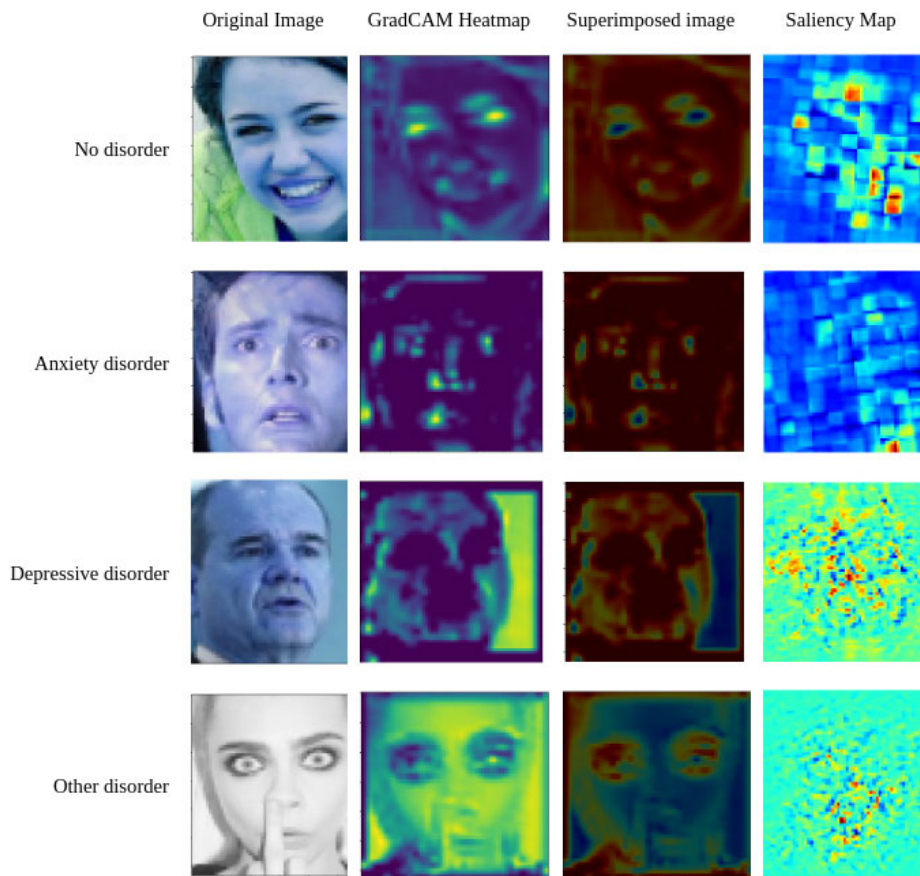 Original Image GradCAM Heatmap Superimposed image Saliency Map
No disorder
Anxiety disorder
Depressive disorder
Other disorder